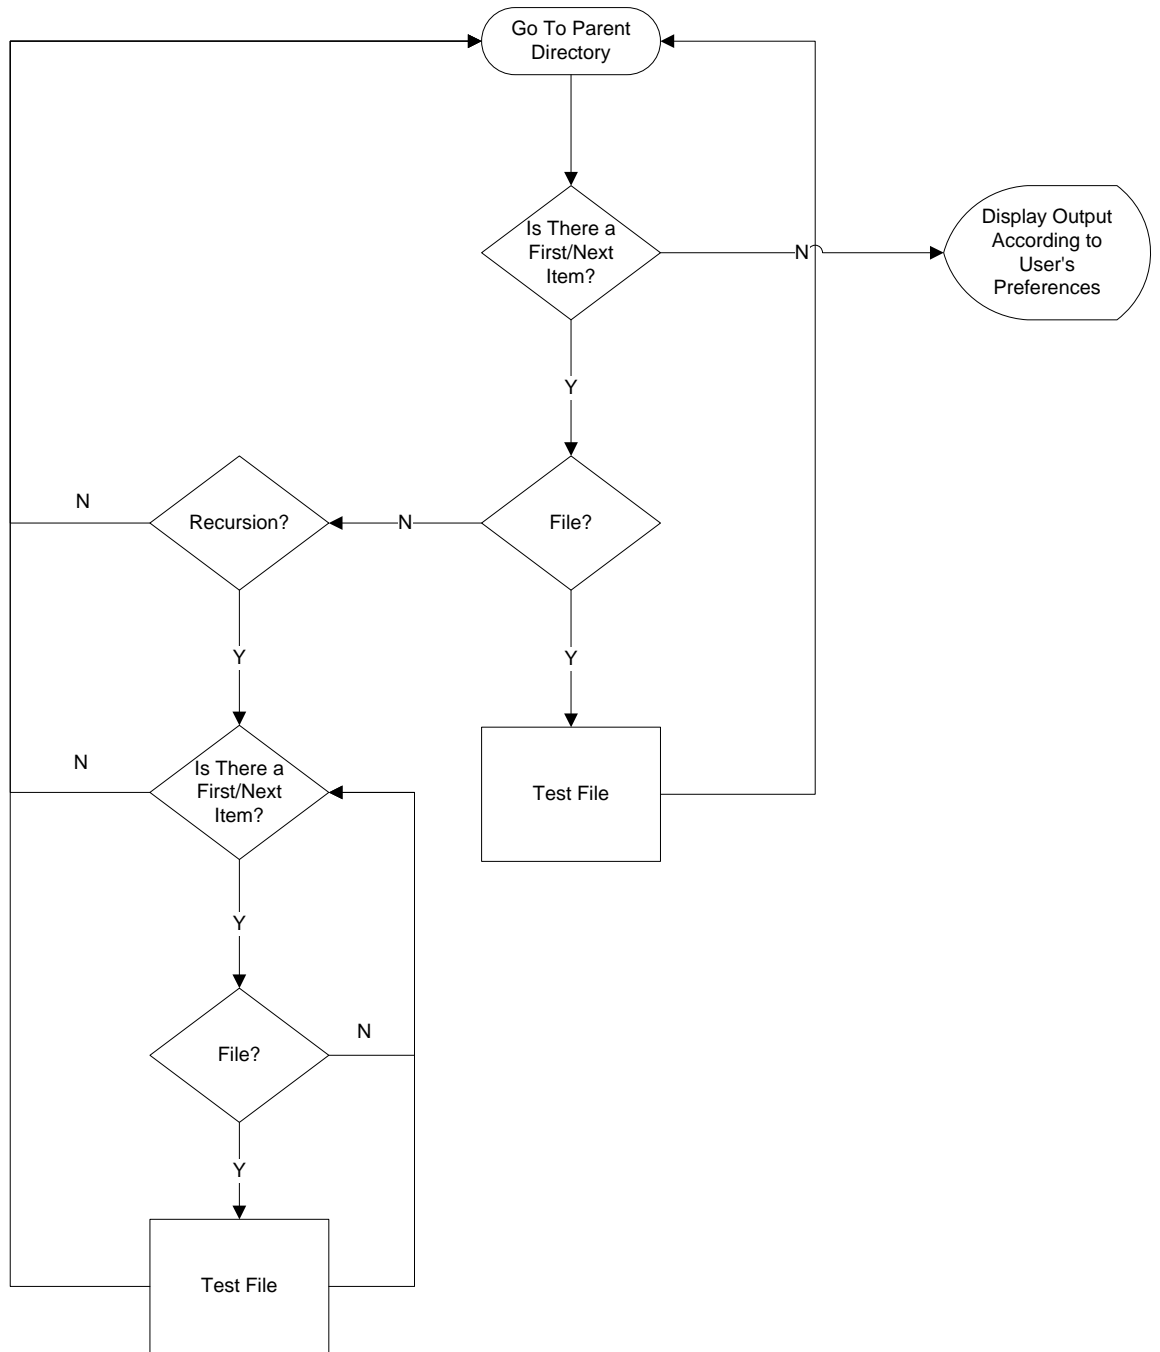 Go To Parent
Directory
Is There a
First/Next
Item?
N
Display Output
According to
User's
Preferences
Y
N
Recursion?
N
File?
Y
Y
N
Is There a
First/Next
Item?
Test File
Y
N
File?
Y
Test File